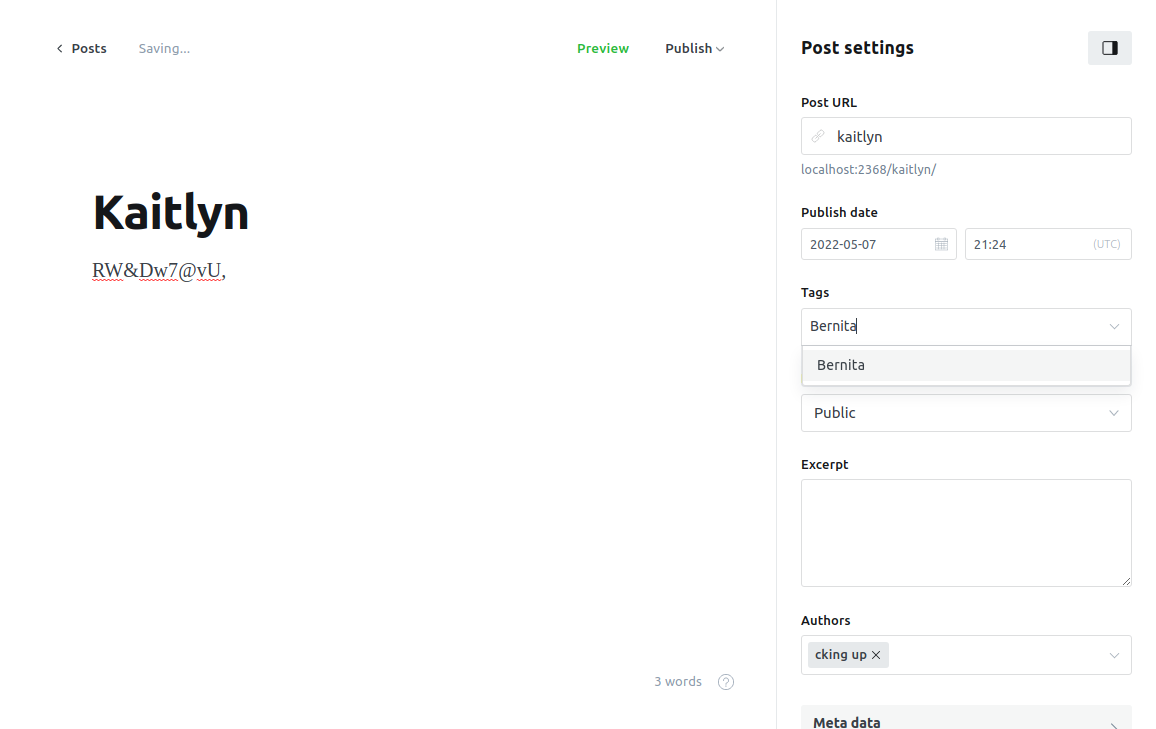 Posts Saving... Preview Publish
Kaitlyn
RW&Dw7@vU,
3 words ?
Post settings
Post URL
kaitlyn
localhost:2368/kaitlyn/
Publish date
2022-05-07 21:24 (UTC)
Tags
Bernita
Bernita
Public
Excerpt
Authors
cking up
Meta data